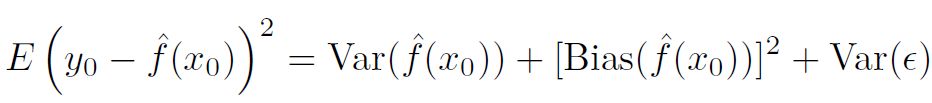 E(y₀ − f̂(x₀))² = Var(f̂(x₀)) + [Bias(f̂(x₀))]² + Var(ϵ)